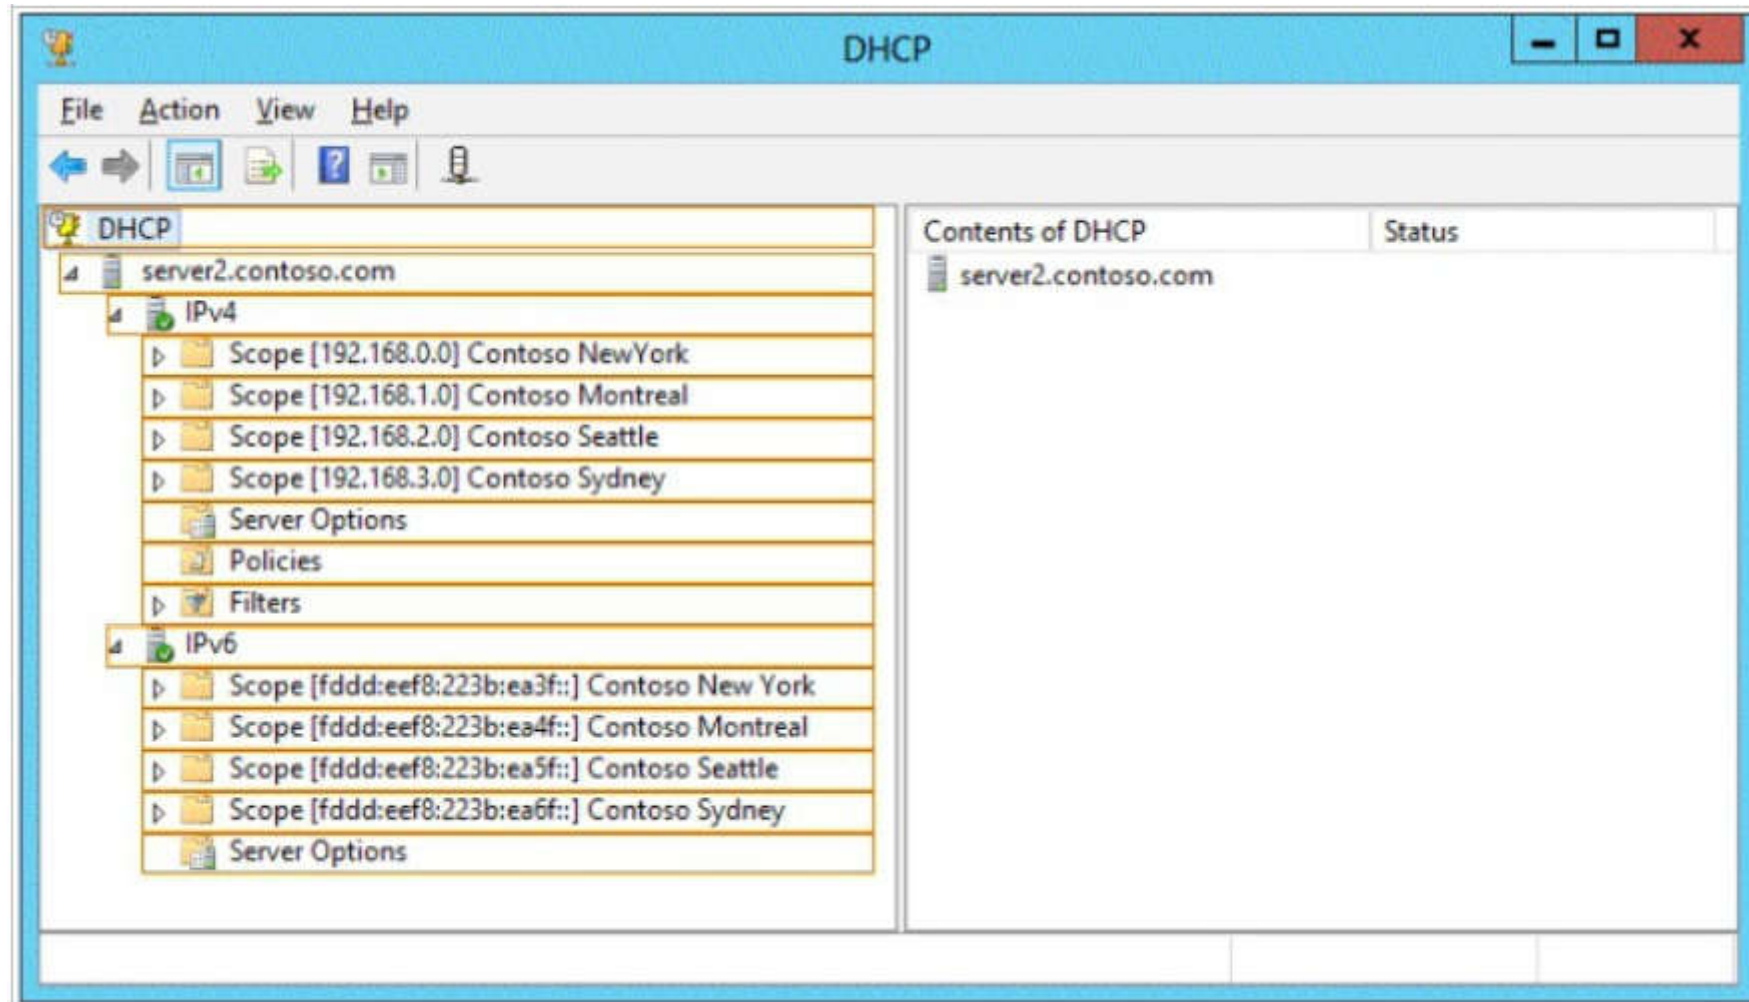 DHCP
File Action View Help
DHCP
server2.contoso.com
IPv4
Scope [192.168.0.0] Contoso NewYork
Scope [192.168.1.0] Contoso Montreal
Scope [192.168.2.0] Contoso Seattle
Scope [192.168.3.0] Contoso Sydney
Server Options
Policies
Filters
IPv6
Scope [fddd:eef8:223b:ea3f::] Contoso New York
Scope [fddd:eef8:223b:ea4f::] Contoso Montreal
Scope [fddd:eef8:223b:ea5f::] Contoso Seattle
Scope [fddd:eef8:223b:ea6f::] Contoso Sydney
Server Options
Contents of DHCP Status
server2.contoso.com